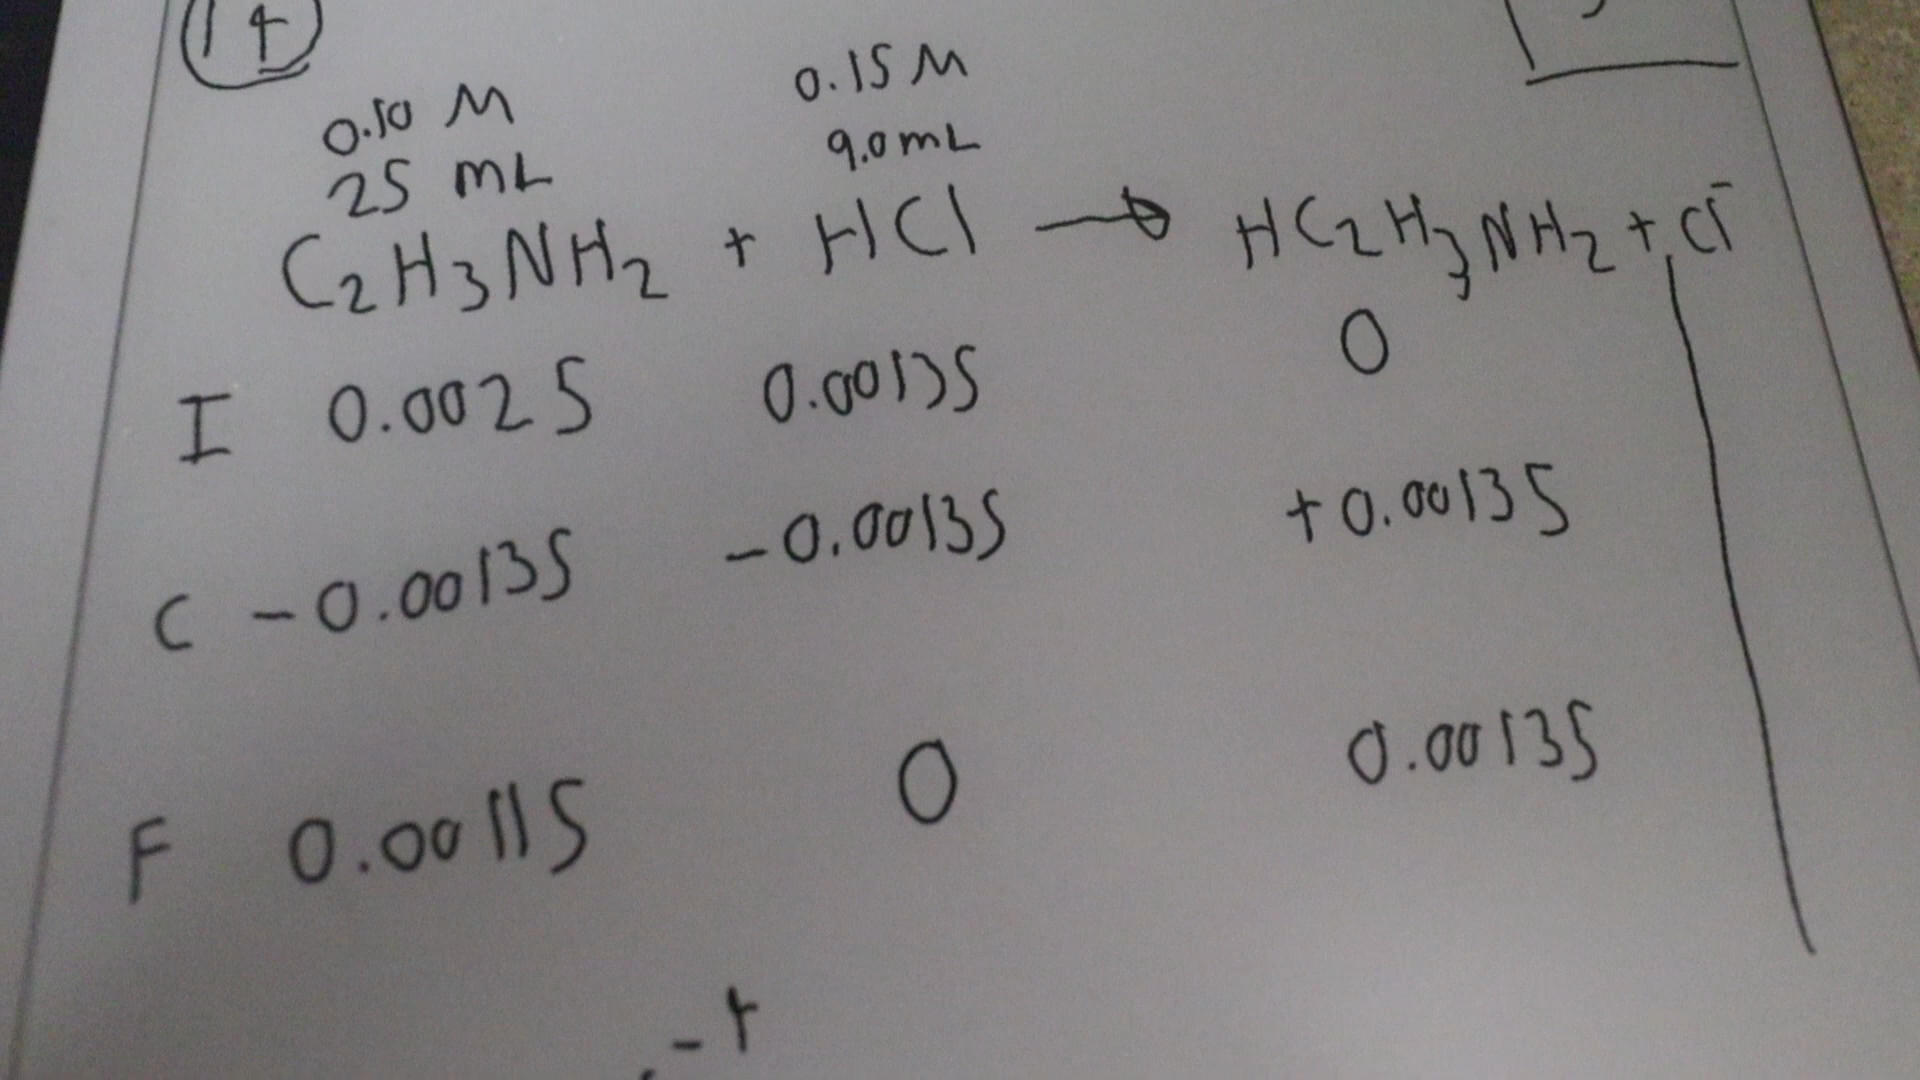 14
0.10 M 0.15 M
25 mL 9.0 mL
C₂H₃NH₂ + HCl → HC₂H₃NH₂ + Cl⁻
I 0.0025 0.00135 0
C -0.00135 -0.00135 +0.00135
F 0.00115 0 0.00135